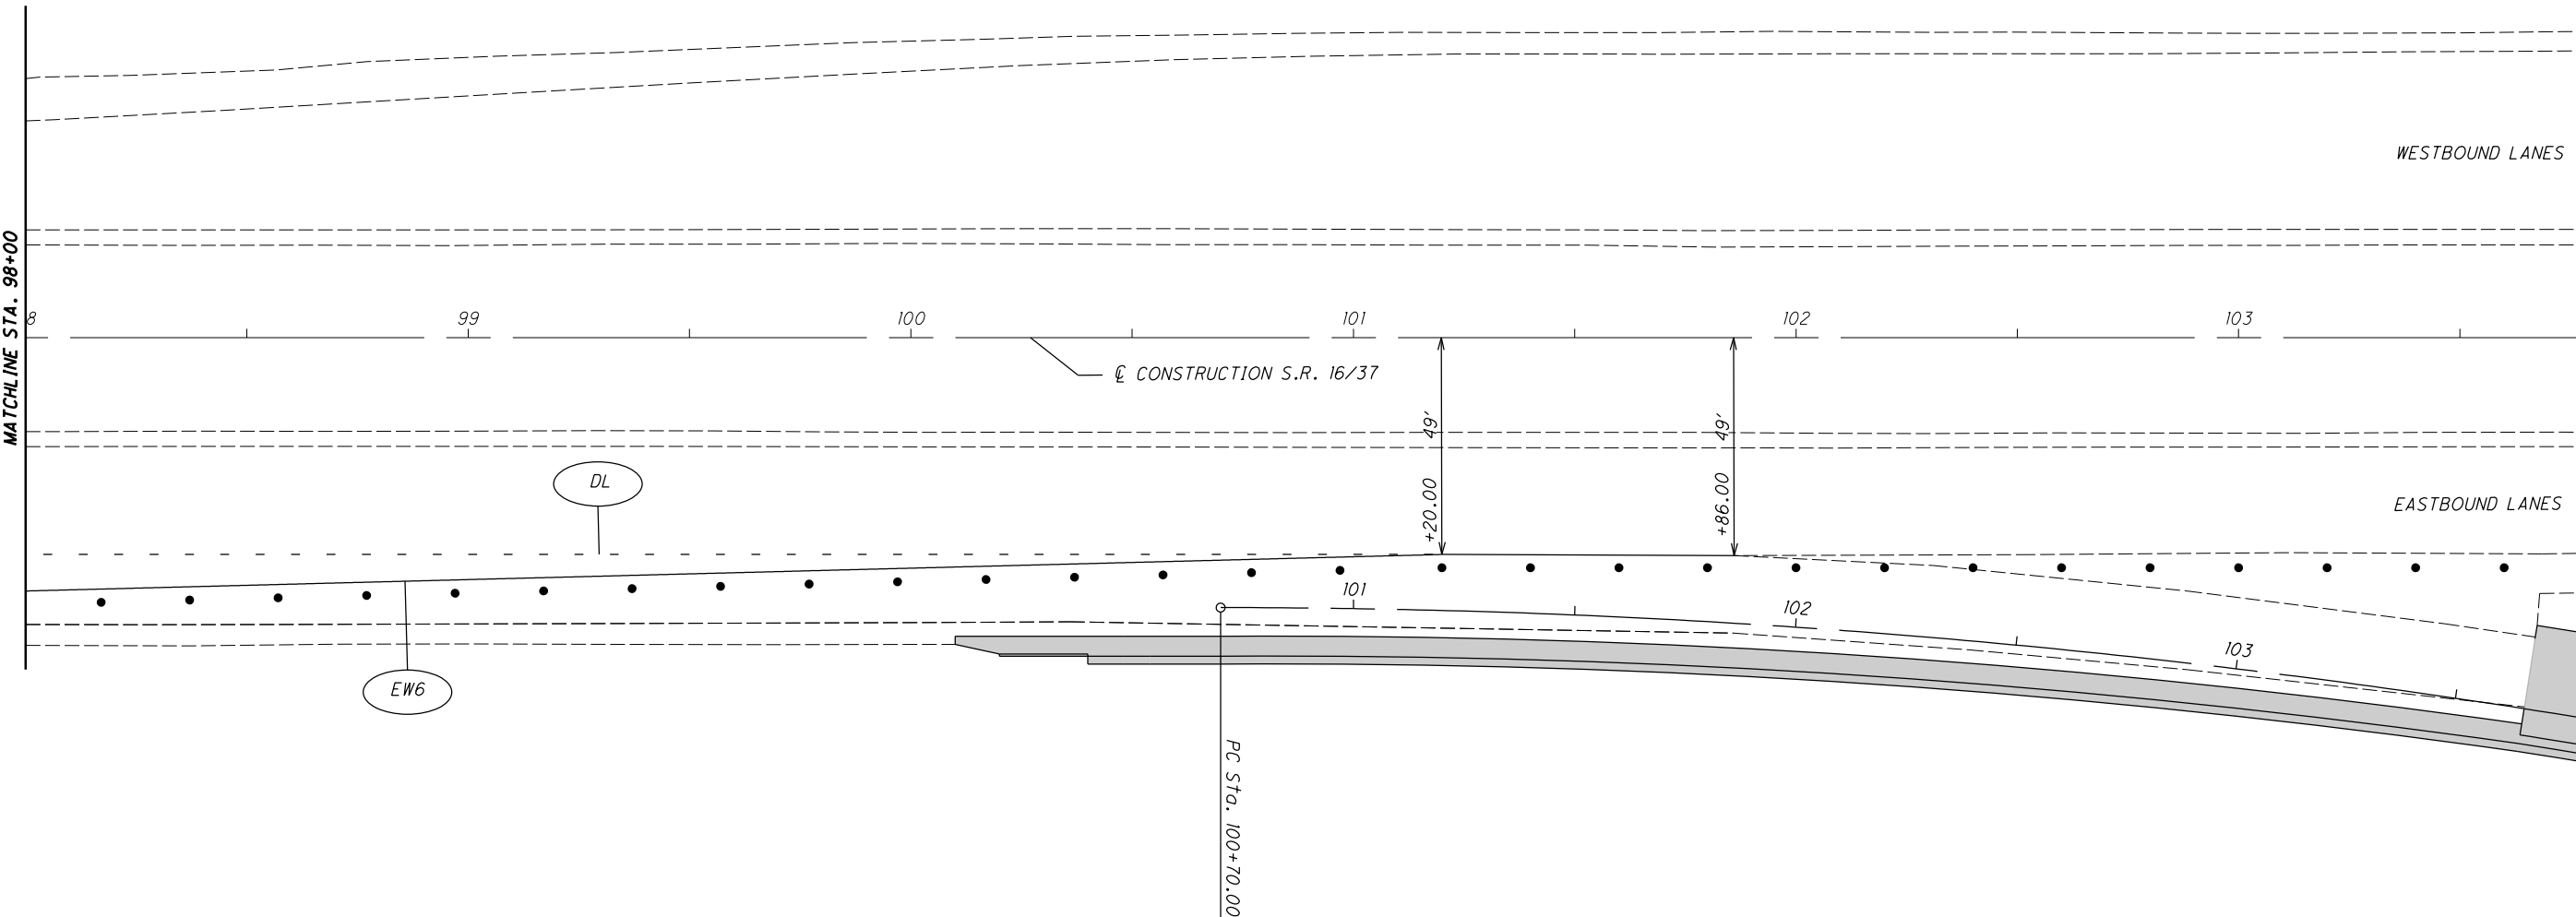 WESTBOUND LANES
MATCHLINE STA. 98+00
8
99
100
101
102
103
℄ CONSTRUCTION S.R. 16/37
49'
49'
+20.00
+86.00
DL
EASTBOUND LANES
101
102
103
EW6
PC Sta. 100+70.00